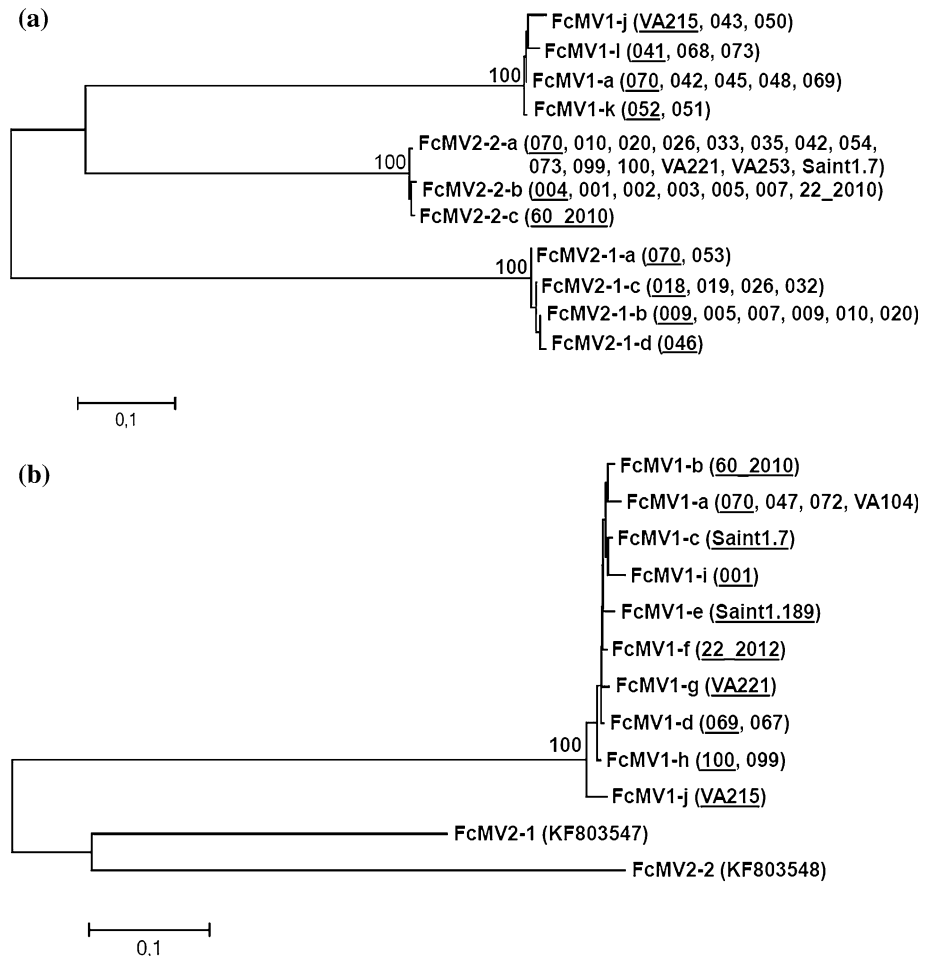 (a)
FcMV1-j (VA215, 043, 050)
FcMV1-l (041, 068, 073)
100
FcMV1-a (070, 042, 045, 048, 069)
FcMV1-k (052, 051)
FcMV2-2-a (070, 010, 020, 026, 033, 035, 042, 054,
073, 099, 100, VA221, VA253, Saint1.7)
100
FcMV2-2-b (004, 001, 002, 003, 005, 007, 22_2010)
FcMV2-2-c (60_2010)
FcMV2-1-a (070, 053)
100
FcMV2-1-c (018, 019, 026, 032)
FcMV2-1-b (009, 005, 007, 009, 010, 020)
FcMV2-1-d (046)
0,1
(b)
FcMV1-b (60_2010)
FcMV1-a (070, 047, 072, VA104)
FcMV1-c (Saint1.7)
FcMV1-i (001)
FcMV1-e (Saint1.189)
FcMV1-f (22_2012)
FcMV1-g (VA221)
FcMV1-d (069, 067)
100
FcMV1-h (100, 099)
FcMV1-j (VA215)
FcMV2-1 (KF803547)
FcMV2-2 (KF803548)
0,1